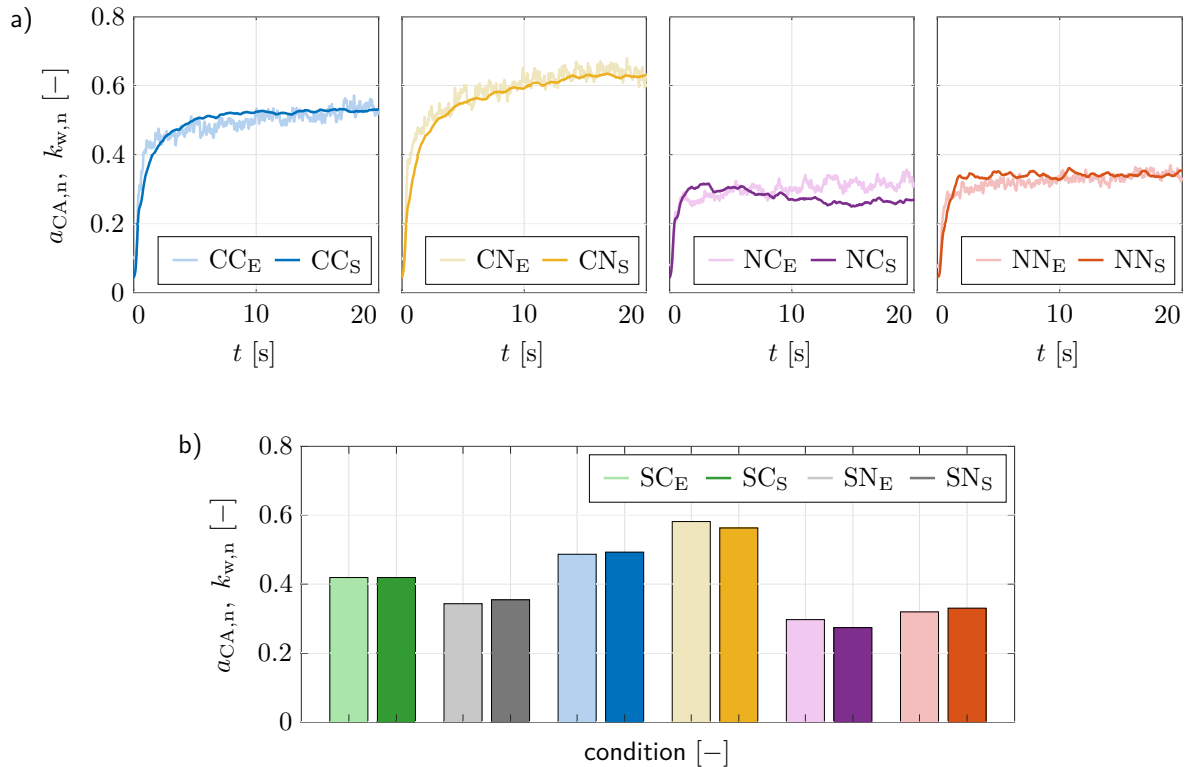 a)
a_CA,n, k_w,n [−]
0.8
0.6
0.4
0.2
0
CC_E CC_S
CN_E CN_S
NC_E NC_S
NN_E NN_S
0 10 20
0 10 20
0 10 20
0 10 20
t [s]
t [s]
t [s]
t [s]
b)
a_CA,n, k_w,n [−]
0.8
0.6
0.4
0.2
0
SC_E SC_S SN_E SN_S
condition [−]